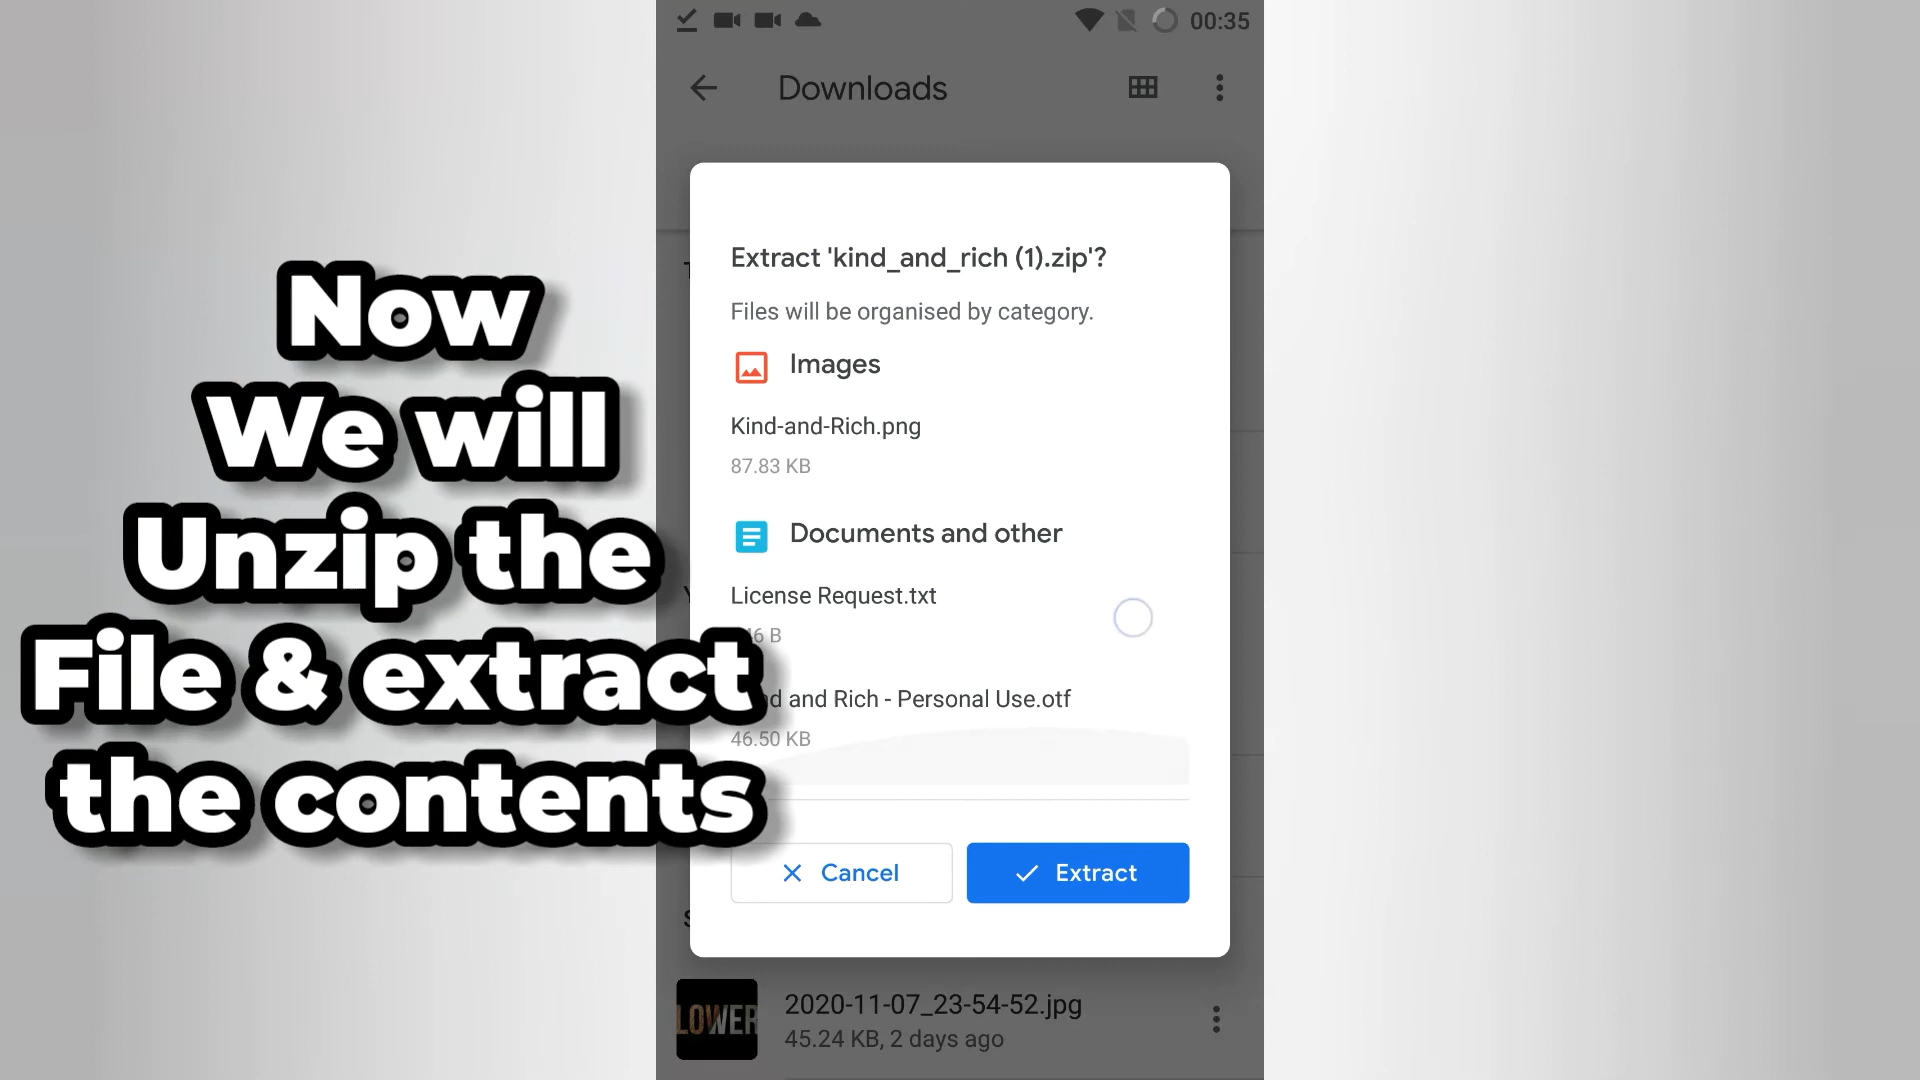 00:35
Downloads
Extract 'kind_and_rich (1).zip'?
Files will be organised by category.
Images
Kind-and-Rich.png
87.83 KB
Documents and other
License Request.txt
B
and Rich - Personal Use.otf
46.50 KB
Cancel
Extract
2020-11-07_23-54-52.jpg
45.24 KB, 2 days ago
LOWER
Now
We will
Unzip the
File & extract
the contents